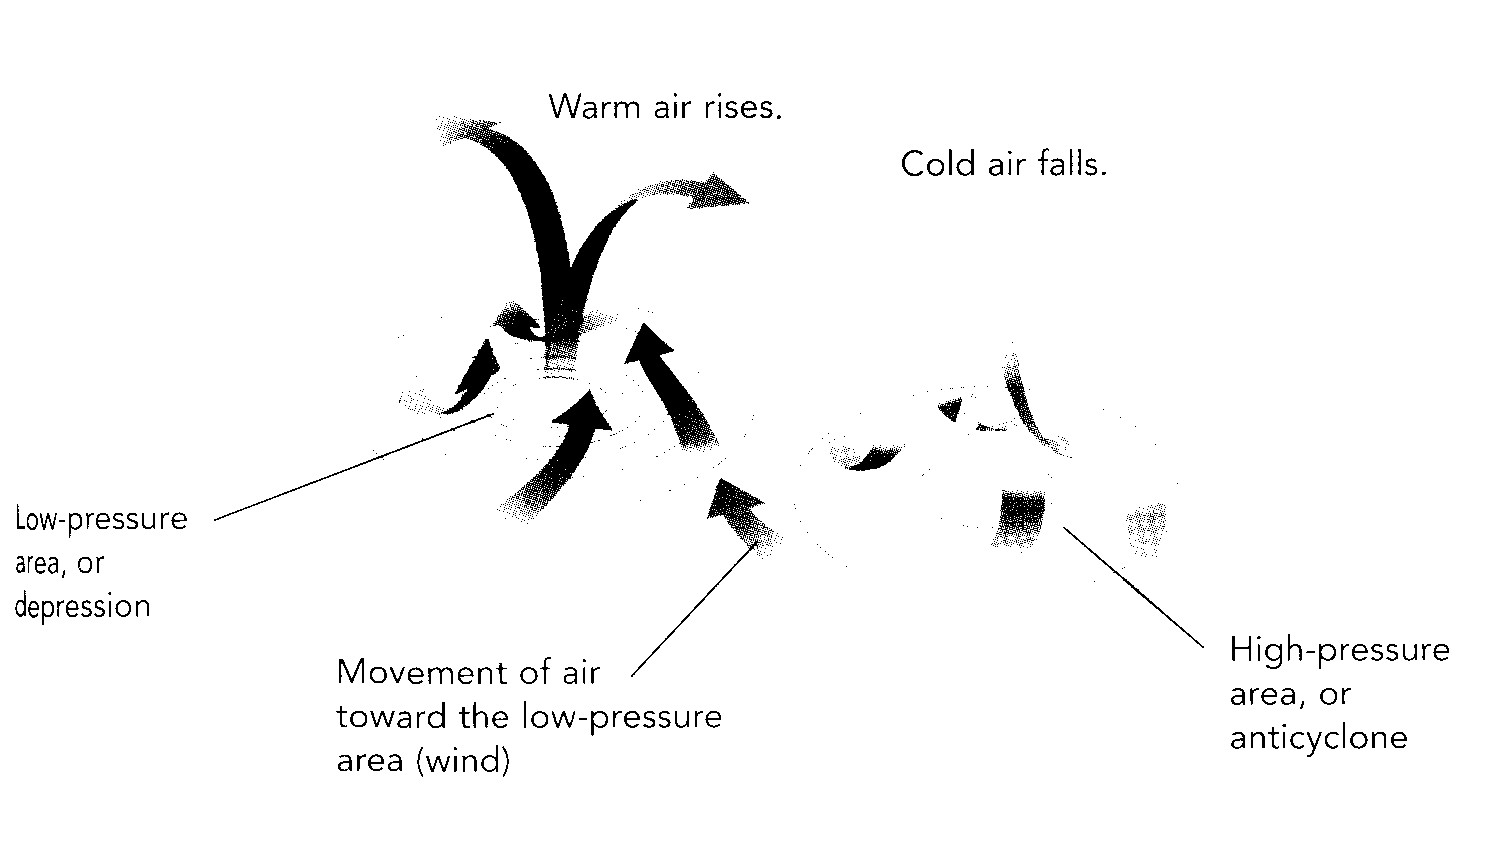 Warm air rises.
Cold air falls.
Low-pressure
area, or
depression
Movement of air
toward the low-pressure
area (wind)
High-pressure
area, or
anticyclone